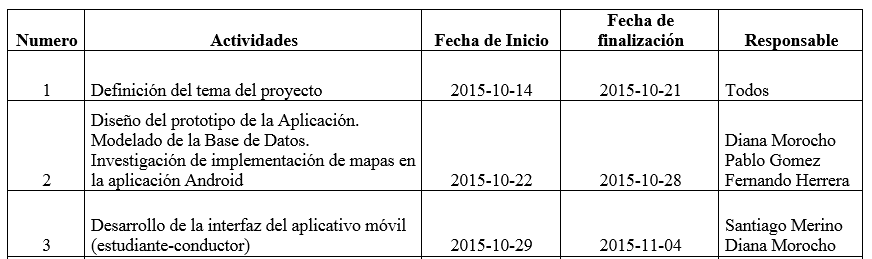 Numero Actividades Fecha de Inicio Fecha de finalización Responsable
1 Definición del tema del proyecto 2015-10-14 2015-10-21 Todos
Diseño del prototipo de la Aplicación.
Modelado de la Base de Datos. Diana Morocho
Investigación de implementación de mapas en Pablo Gomez
2 la aplicación Android 2015-10-22 2015-10-28 Fernando Herrera
Desarrollo de la interfaz del aplicativo móvil Santiago Merino
3 (estudiante-conductor) 2015-10-29 2015-11-04 Diana Morocho